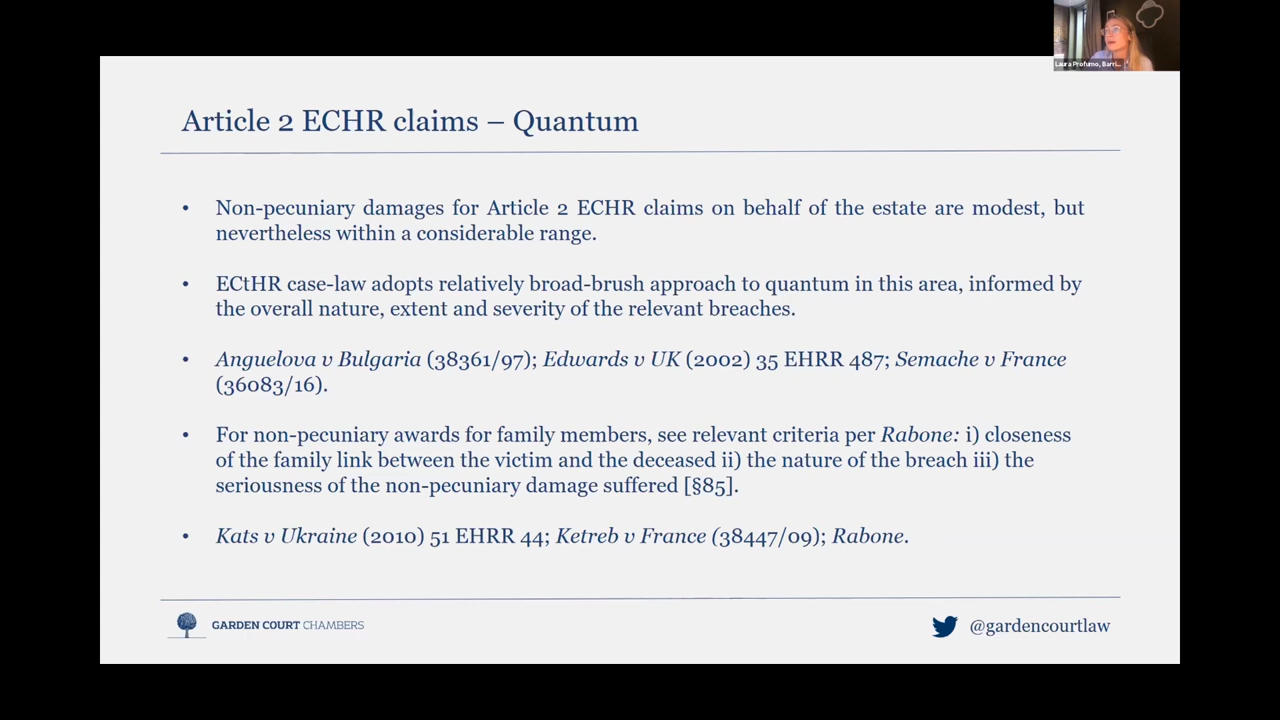 Laura Profumo, Barri...
Article 2 ECHR claims – Quantum
• Non-pecuniary damages for Article 2 ECHR claims on behalf of the estate are modest, but
nevertheless within a considerable range.
• ECtHR case-law adopts relatively broad-brush approach to quantum in this area, informed by
the overall nature, extent and severity of the relevant breaches.
• Anguelova v Bulgaria (38361/97); Edwards v UK (2002) 35 EHRR 487; Semache v France
(36083/16).
• For non-pecuniary awards for family members, see relevant criteria per Rabone: i) closeness
of the family link between the victim and the deceased ii) the nature of the breach iii) the
seriousness of the non-pecuniary damage suffered [§85].
• Kats v Ukraine (2010) 51 EHRR 44; Ketreb v France (38447/09); Rabone.
GARDEN COURT CHAMBERS
@gardencourtlaw